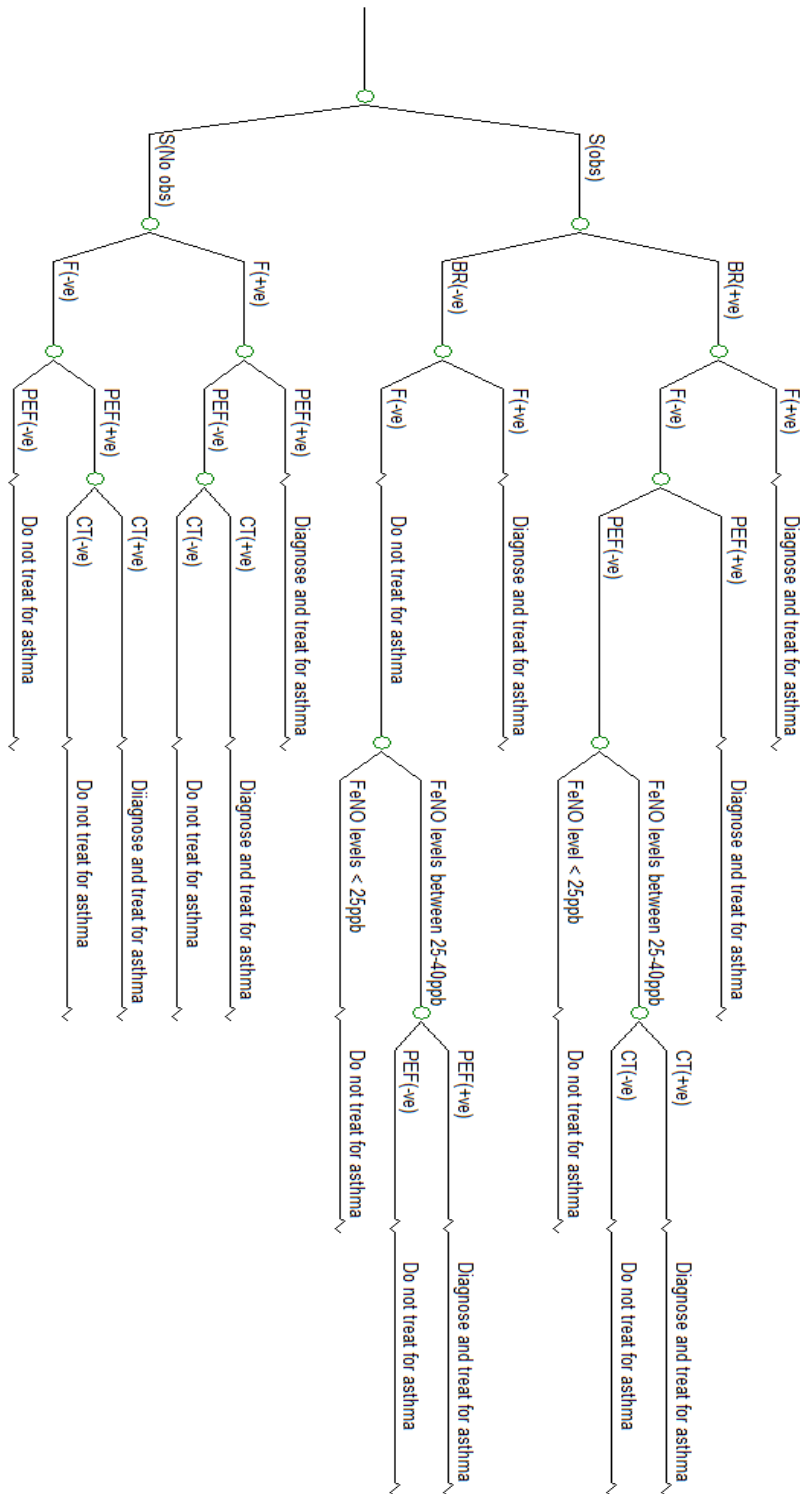 S(obs)
BR(+ve)
F(+ve)
Diagnose and treat for asthma
F(-ve)
PEF(+ve)
Diagnose and treat for asthma
PEF(-ve)
FeNO levels between 25-40ppb
CT(+ve)
Diagnose and treat for asthma
CT(-ve)
Do not treat for asthma
FeNO level < 25ppb
Do not treat for asthma
BR(-ve)
F(+ve)
Diagnose and treat for asthma
F(-ve)
Do not treat for asthma
FeNO levels between 25-40ppb
PEF(+ve)
Diagnose and treat for asthma
PEF(-ve)
Do not treat for asthma
FeNO levels < 25ppb
Do not treat for asthma
S(No obs)
F(+ve)
PEF(+ve)
Diagnose and treat for asthma
PEF(-ve)
CT(+ve)
Diagnose and treat for asthma
CT(-ve)
Do not treat for asthma
F(-ve)
PEF(+ve)
CT(+ve)
Diiagnose and treat for asthma
CT(-ve)
Do not treat for asthma
PEF(-ve)
Do not treat for asthma